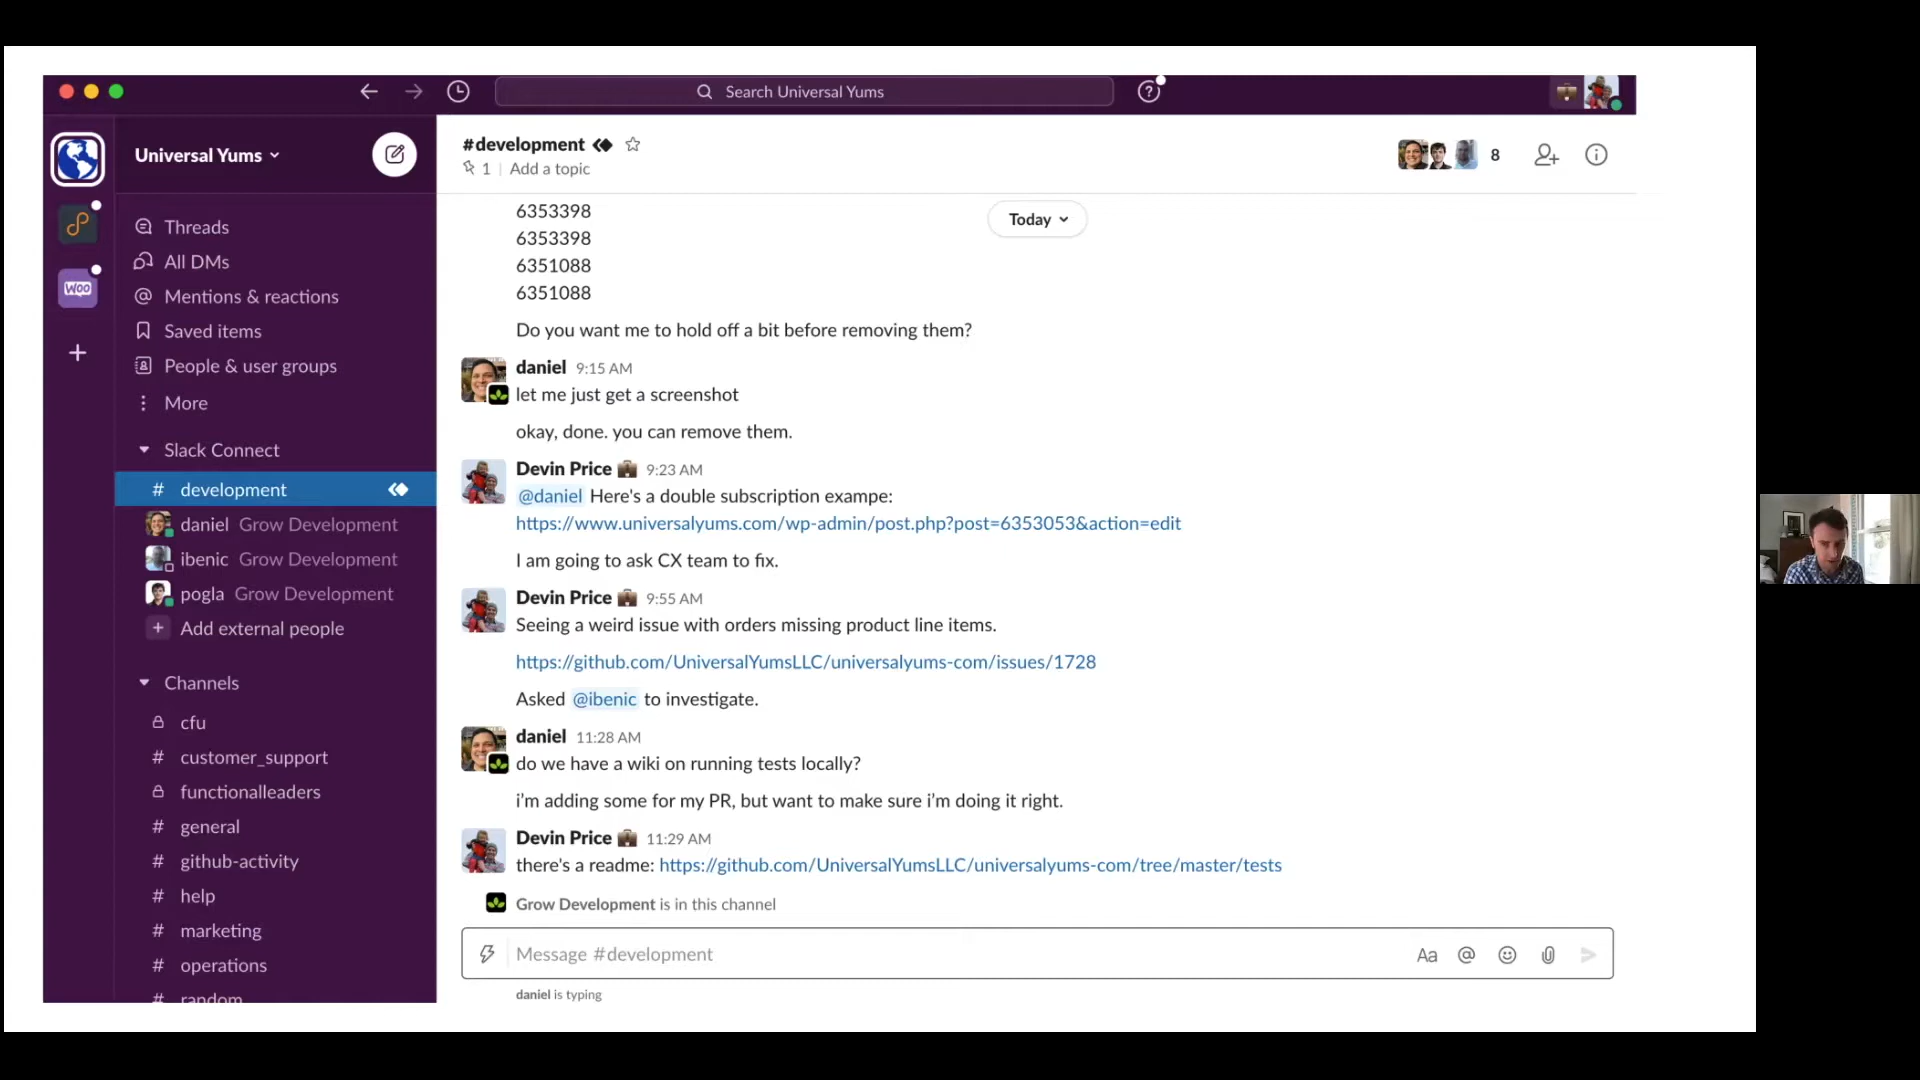 Search Universal Yums
Universal Yums
Threads
All DMs
Mentions & reactions
Saved items
People & user groups
More
Slack Connect
# development
daniel Grow Development
ibenic Grow Development
pogla Grow Development
+ Add external people
Channels
cfu
# customer_support
functionalleaders
# general
# github-activity
# help
# marketing
# operations
# random
woo
#development
1 | Add a topic
8
Today
6353398
6353398
6351088
6351088
Do you want me to hold off a bit before removing them?
daniel 9:15 AM
let me just get a screenshot
okay, done. you can remove them.
Devin Price 9:23 AM
@daniel Here's a double subscription exampe:
https://www.universalyums.com/wp-admin/post.php?post=6353053&action=edit
I am going to ask CX team to fix.
Devin Price 9:55 AM
Seeing a weird issue with orders missing product line items.
https://github.com/UniversalYumsLLC/universalyums-com/issues/1728
Asked @ibenic to investigate.
daniel 11:28 AM
do we have a wiki on running tests locally?
i'm adding some for my PR, but want to make sure i'm doing it right.
Devin Price 11:29 AM
there's a readme: https://github.com/UniversalYumsLLC/universalyums-com/tree/master/tests
Grow Development is in this channel
Message #development
Aa @
daniel is typing